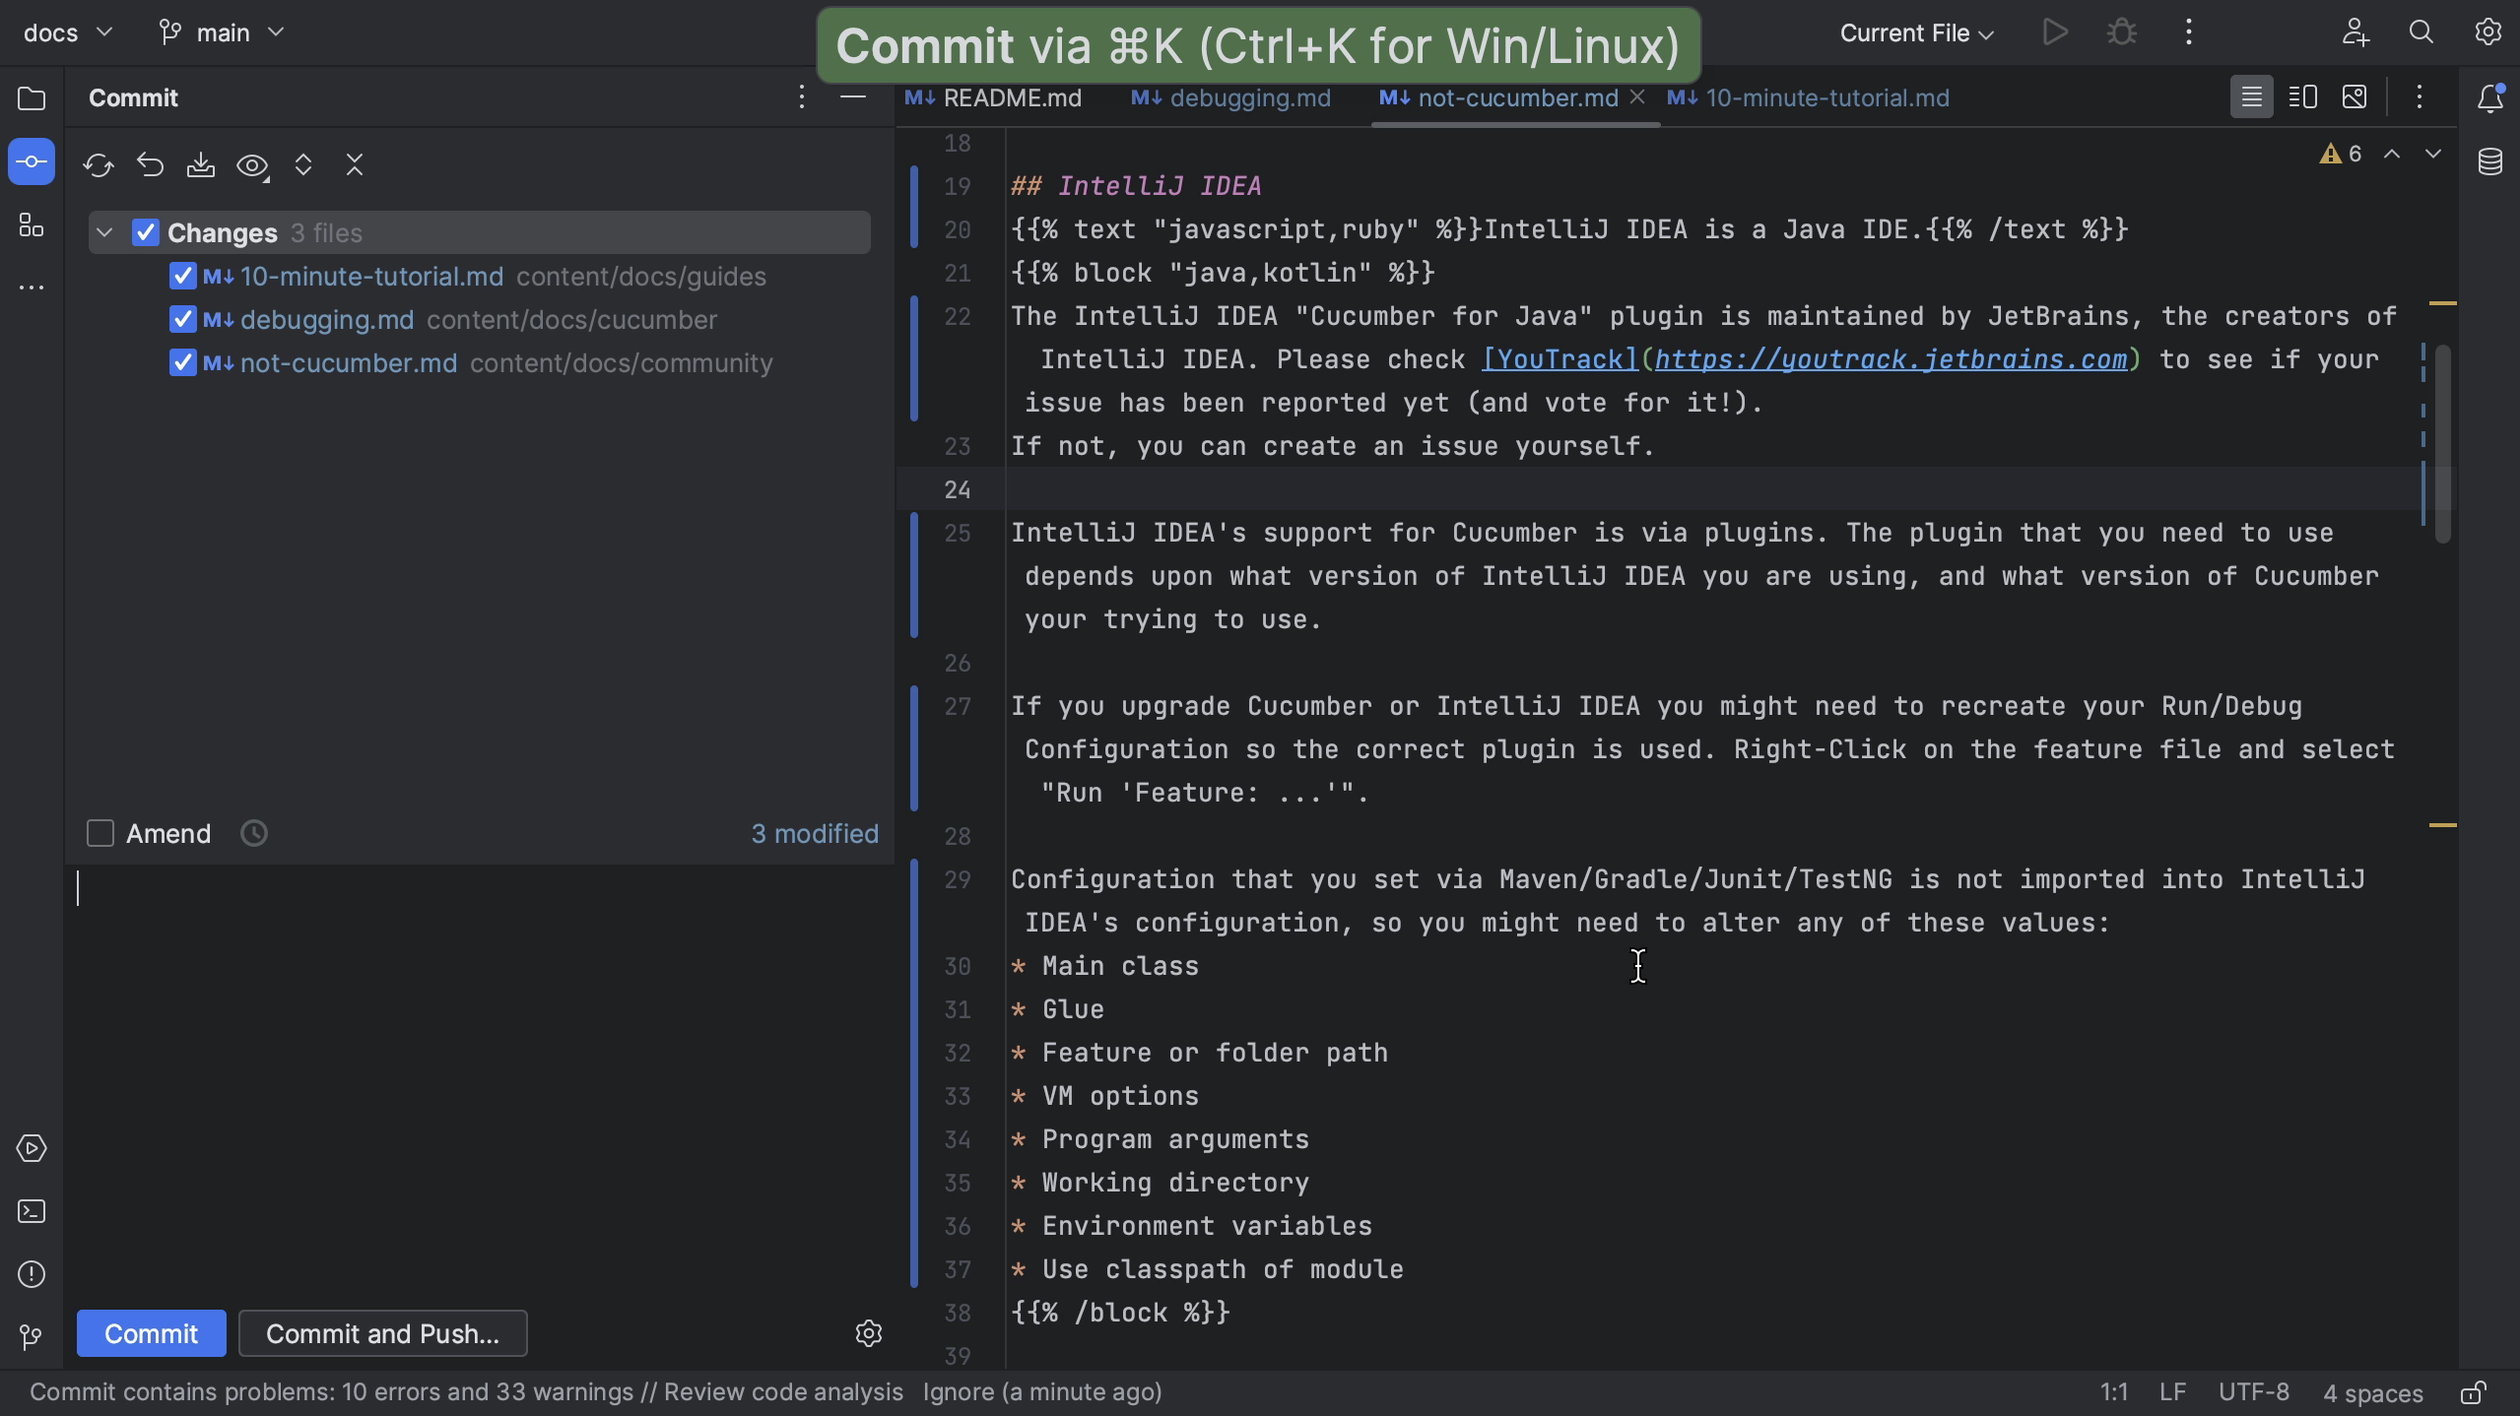 docs
main
Commit via ⌘K (Ctrl+K for Win/Linux)
Current File
Commit
M↓ README.md
M↓ debugging.md
M↓ not-cucumber.md
M↓ 10-minute-tutorial.md
Changes 3 files
M↓ 10-minute-tutorial.md content/docs/guides
M↓ debugging.md content/docs/cucumber
M↓ not-cucumber.md content/docs/community
Amend
3 modified
Commit
Commit and Push...
6
18
19 ## IntelliJ IDEA
20 {{% text "javascript,ruby" %}}IntelliJ IDEA is a Java IDE.{{% /text %}}
21 {{% block "java,kotlin" %}}
22 The IntelliJ IDEA "Cucumber for Java" plugin is maintained by JetBrains, the creators of
IntelliJ IDEA. Please check [YouTrack](https://youtrack.jetbrains.com) to see if your
issue has been reported yet (and vote for it!).
23 If not, you can create an issue yourself.
24
25 IntelliJ IDEA's support for Cucumber is via plugins. The plugin that you need to use
depends upon what version of IntelliJ IDEA you are using, and what version of Cucumber
your trying to use.
26
27 If you upgrade Cucumber or IntelliJ IDEA you might need to recreate your Run/Debug
Configuration so the correct plugin is used. Right-Click on the feature file and select
"Run 'Feature: ...'".
28
29 Configuration that you set via Maven/Gradle/Junit/TestNG is not imported into IntelliJ
IDEA's configuration, so you might need to alter any of these values:
30 * Main class
31 * Glue
32 * Feature or folder path
33 * VM options
34 * Program arguments
35 * Working directory
36 * Environment variables
37 * Use classpath of module
38 {{% /block %}}
39
Commit contains problems: 10 errors and 33 warnings // Review code analysis Ignore (a minute ago)
1:1
LF
UTF-8
4 spaces